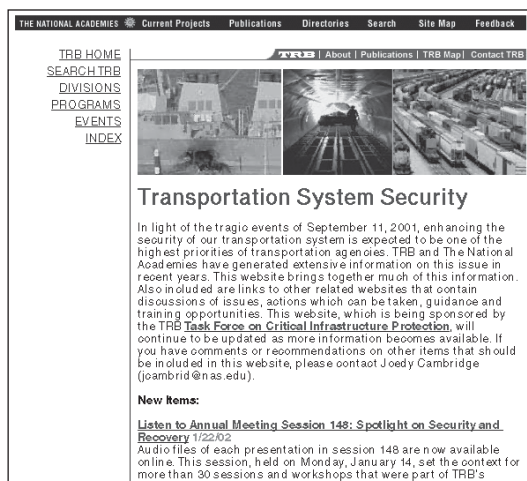 THE NATIONAL ACADEMIES Current Projects Publications Directories Search Site Map Feedback
TRB HOME
SEARCH TRB
DIVISIONS
PROGRAMS
EVENTS
INDEX
TRB | About | Publications | TRB Map | Contact TRB
Transportation System Security
In light of the tragic events of September 11, 2001, enhancing the
security of our transportation system is expected to be one of the
highest priorities of transportation agencies. TRB and The National
Academies have generated extensive information on this issue in
recent years. This website brings together much of this information.
Also included are links to other related websites that contain
discussions of issues, actions which can be taken, guidance and
training opportunities. This website, which is being sponsored by
the TRB Task Force on Critical Infrastructure Protection, will
continue to be updated as more information becomes available. If
you have comments or recommendations on other items that should
be included in this website, please contact Joedy Cambridge
(jcambrid@nas.edu).
New Items:
Listen to Annual Meeting Session 148: Spotlight on Security and
Recovery 1/22/02
Audio files of each presentation in session 148 are now available
online. This session, held on Monday, January 14, set the context for
more than 30 sessions and workshops that were part of TRB's